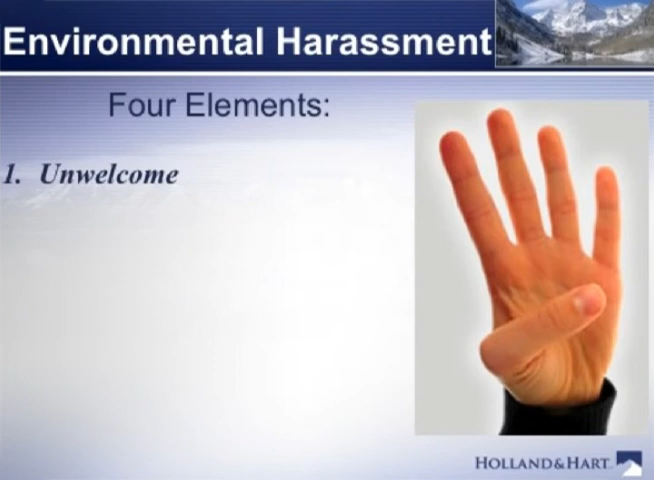 Environmental Harassment
Four Elements:
1. Unwelcome
HOLLAND & HART